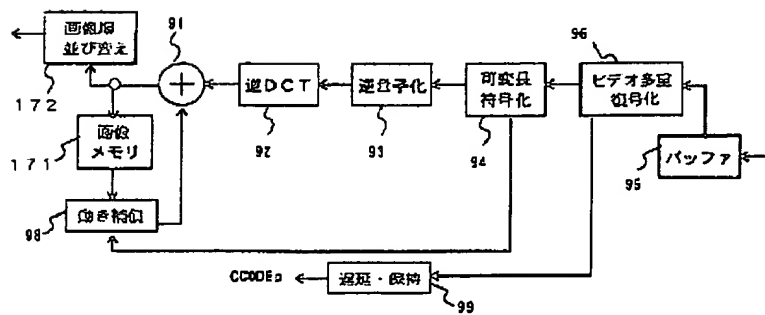 画像順
並び変え
172
91
逆DCT
92
逆量子化
93
可変長
符号化
94
96
ビデオ多重
復号化
バッファ
95
画像
メモリ
171
動き補償
98
CCODEp
遅延・保持
99